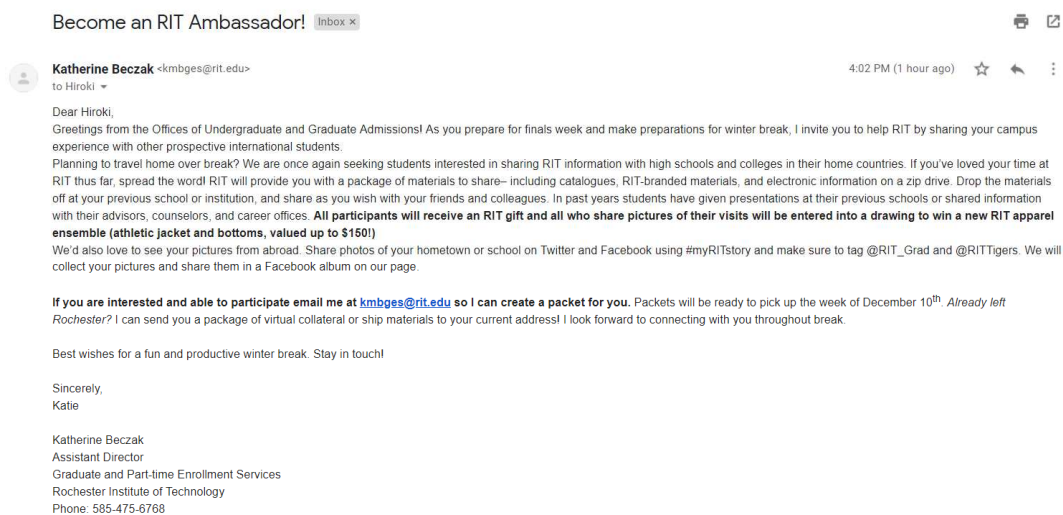 Become an RIT Ambassador! Inbox ×
Katherine Beczak <kmbges@rit.edu> 4:02 PM (1 hour ago)
to Hiroki
Dear Hiroki,
Greetings from the Offices of Undergraduate and Graduate Admissions! As you prepare for finals week and make preparations for winter break, I invite you to help RIT by sharing your campus
experience with other prospective international students.
Planning to travel home over break? We are once again seeking students interested in sharing RIT information with high schools and colleges in their home countries. If you've loved your time at
RIT thus far, spread the word! RIT will provide you with a package of materials to share– including catalogues, RIT-branded materials, and electronic information on a zip drive. Drop the materials
off at your previous school or institution, and share as you wish with your friends and colleagues. In past years students have given presentations at their previous schools or shared information
with their advisors, counselors, and career offices. All participants will receive an RIT gift and all who share pictures of their visits will be entered into a drawing to win a new RIT apparel
ensemble (athletic jacket and bottoms, valued up to $150!)
We'd also love to see your pictures from abroad. Share photos of your hometown or school on Twitter and Facebook using #myRITstory and make sure to tag @RIT_Grad and @RITTigers. We will
collect your pictures and share them in a Facebook album on our page.
If you are interested and able to participate email me at kmbges@rit.edu so I can create a packet for you. Packets will be ready to pick up the week of December 10th. Already left
Rochester? I can send you a package of virtual collateral or ship materials to your current address! I look forward to connecting with you throughout break.
Best wishes for a fun and productive winter break. Stay in touch!
Sincerely,
Katie
Katherine Beczak
Assistant Director
Graduate and Part-time Enrollment Services
Rochester Institute of Technology
Phone: 585-475-6768